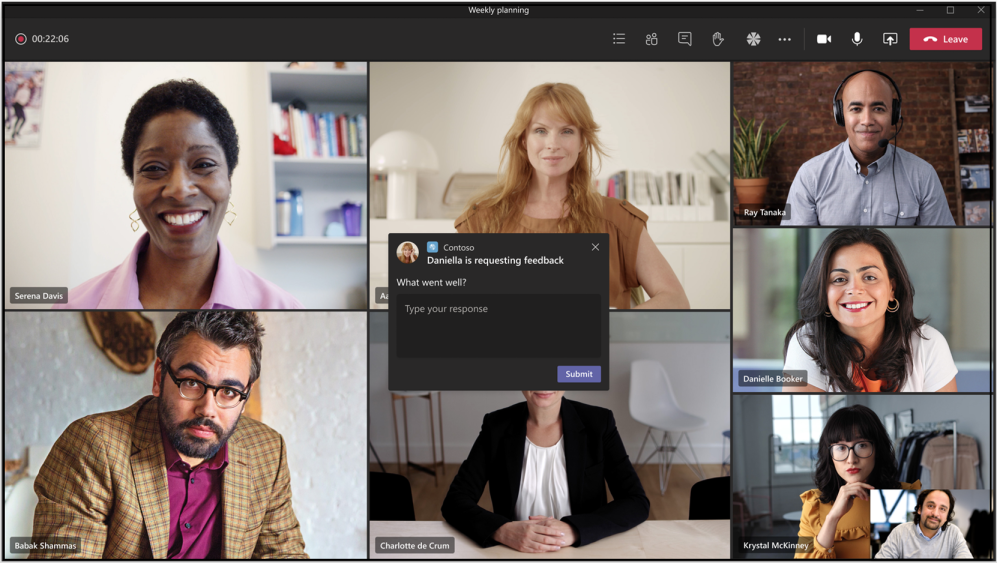 Weekly planning
00:22:06
Leave
Serena Davis
Ray Tanaka
Contoso
Daniella is requesting feedback
What went well?
Type your response
Submit
Danielle Booker
Babak Shammas
Charlotte de Crum
Krystal McKinney